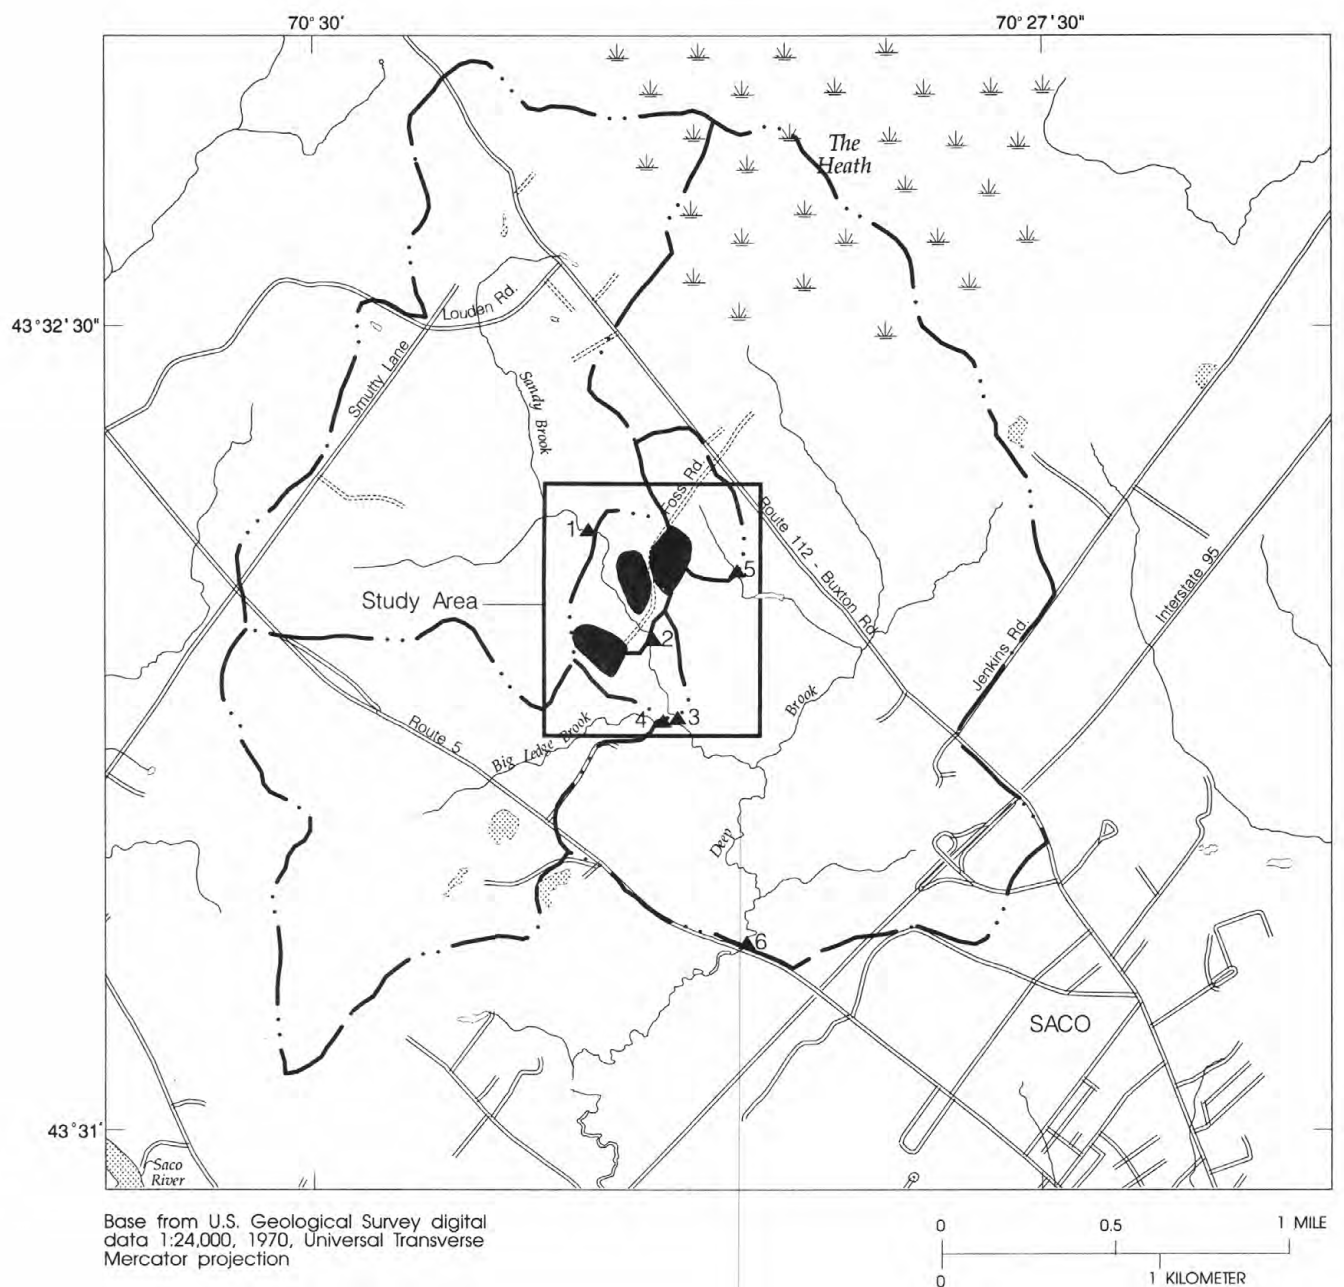 70° 30'
70° 27'30"
The
Heath
43°32'30"
Louden Rd.
Smutty Lane
Sandy Brook
Foss Rd.
Route 112 - Buxton Rd.
1
5
Interstate 95
Study Area
2
Jenkins Rd.
Brook
4
3
Route 5
Big Ledge Brook
Deep
6
SACO
43°31'
Saco
River
Base from U.S. Geological Survey digital
data 1:24,000, 1970, Universal Transverse
Mercator projection
0
0.5
1 MILE
0
1 KILOMETER